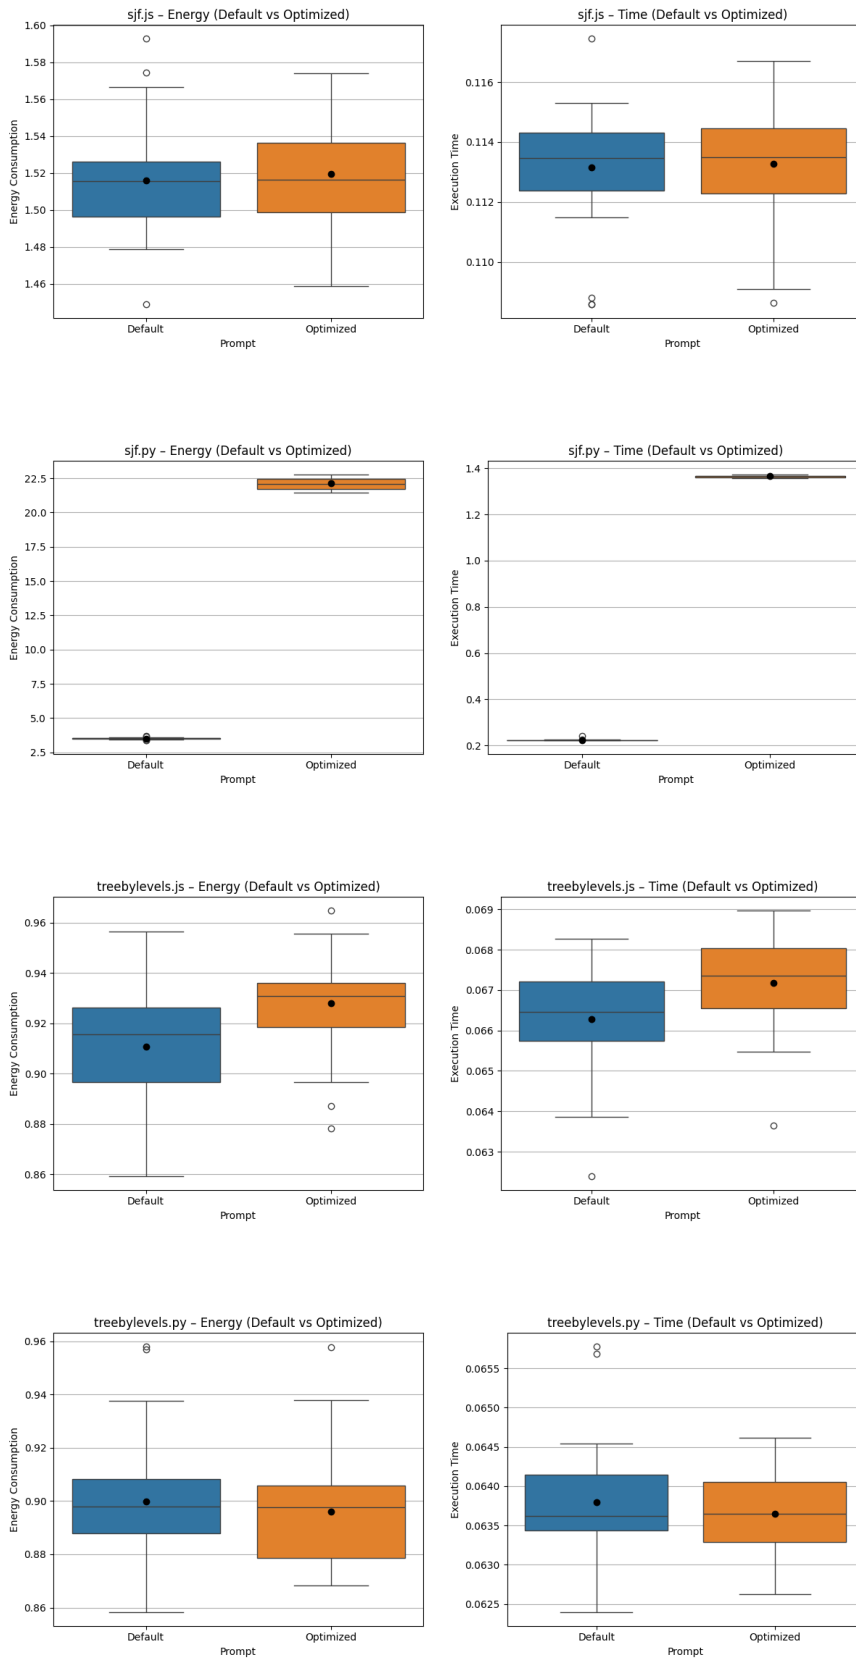 sjf.js – Energy (Default vs Optimized)
1.60
1.58
1.56
1.54
1.52
1.50
1.48
1.46
Energy Consumption
Default
Optimized
Prompt
sjf.js – Time (Default vs Optimized)
0.116
0.114
0.112
0.110
Execution Time
Default
Optimized
Prompt
sjf.py – Energy (Default vs Optimized)
22.5
20.0
17.5
15.0
12.5
10.0
7.5
5.0
2.5
Energy Consumption
Default
Optimized
Prompt
sjf.py – Time (Default vs Optimized)
1.4
1.2
1.0
0.8
0.6
0.4
0.2
Execution Time
Default
Optimized
Prompt
treebylevels.js – Energy (Default vs Optimized)
0.96
0.94
0.92
0.90
0.88
0.86
Energy Consumption
Default
Optimized
Prompt
treebylevels.js – Time (Default vs Optimized)
0.069
0.068
0.067
0.066
0.065
0.064
0.063
Execution Time
Default
Optimized
Prompt
treebylevels.py – Energy (Default vs Optimized)
0.96
0.94
0.92
0.90
0.88
0.86
Energy Consumption
Default
Optimized
Prompt
treebylevels.py – Time (Default vs Optimized)
0.0655
0.0650
0.0645
0.0640
0.0635
0.0630
0.0625
Execution Time
Default
Optimized
Prompt